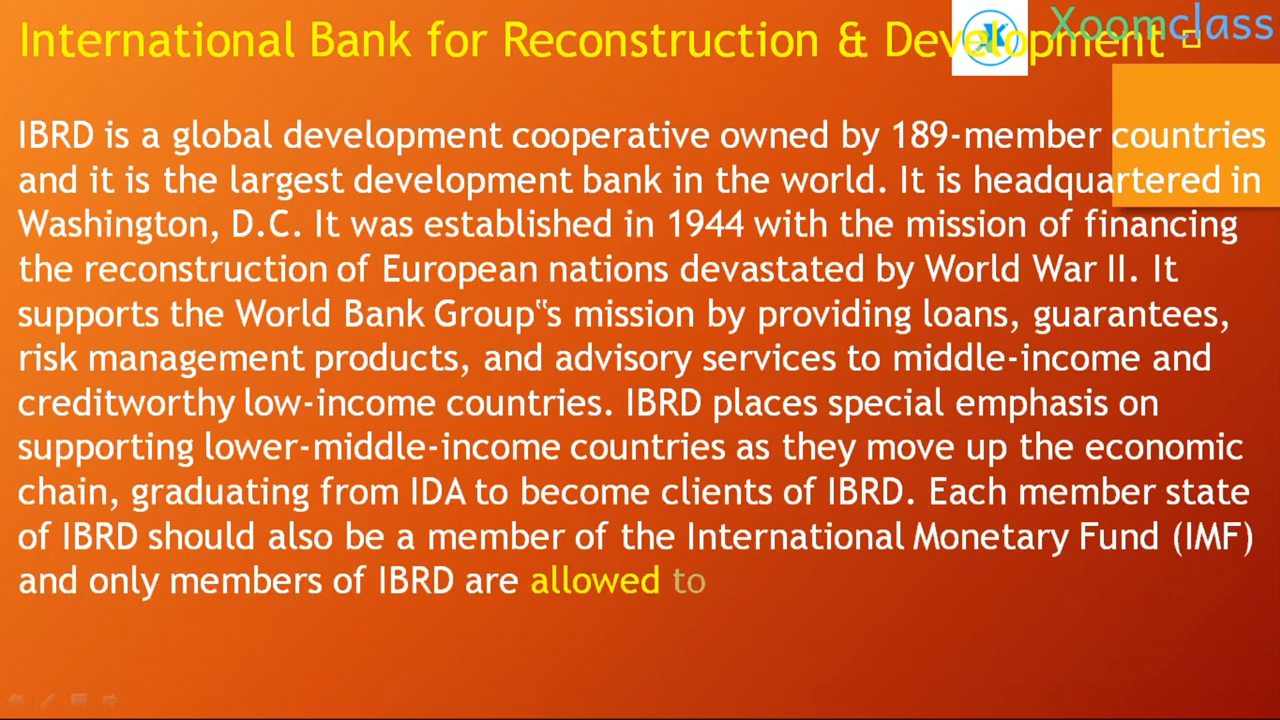 International Bank for Reconstruction & Development
Xoomclass
IBRD is a global development cooperative owned by 189-member countries
and it is the largest development bank in the world. It is headquartered in
Washington, D.C. It was established in 1944 with the mission of financing
the reconstruction of European nations devastated by World War II. It
supports the World Bank Group‟s mission by providing loans, guarantees,
risk management products, and advisory services to middle-income and
creditworthy low-income countries. IBRD places special emphasis on
supporting lower-middle-income countries as they move up the economic
chain, graduating from IDA to become clients of IBRD. Each member state
of IBRD should also be a member of the International Monetary Fund (IMF)
and only members of IBRD are allowed to